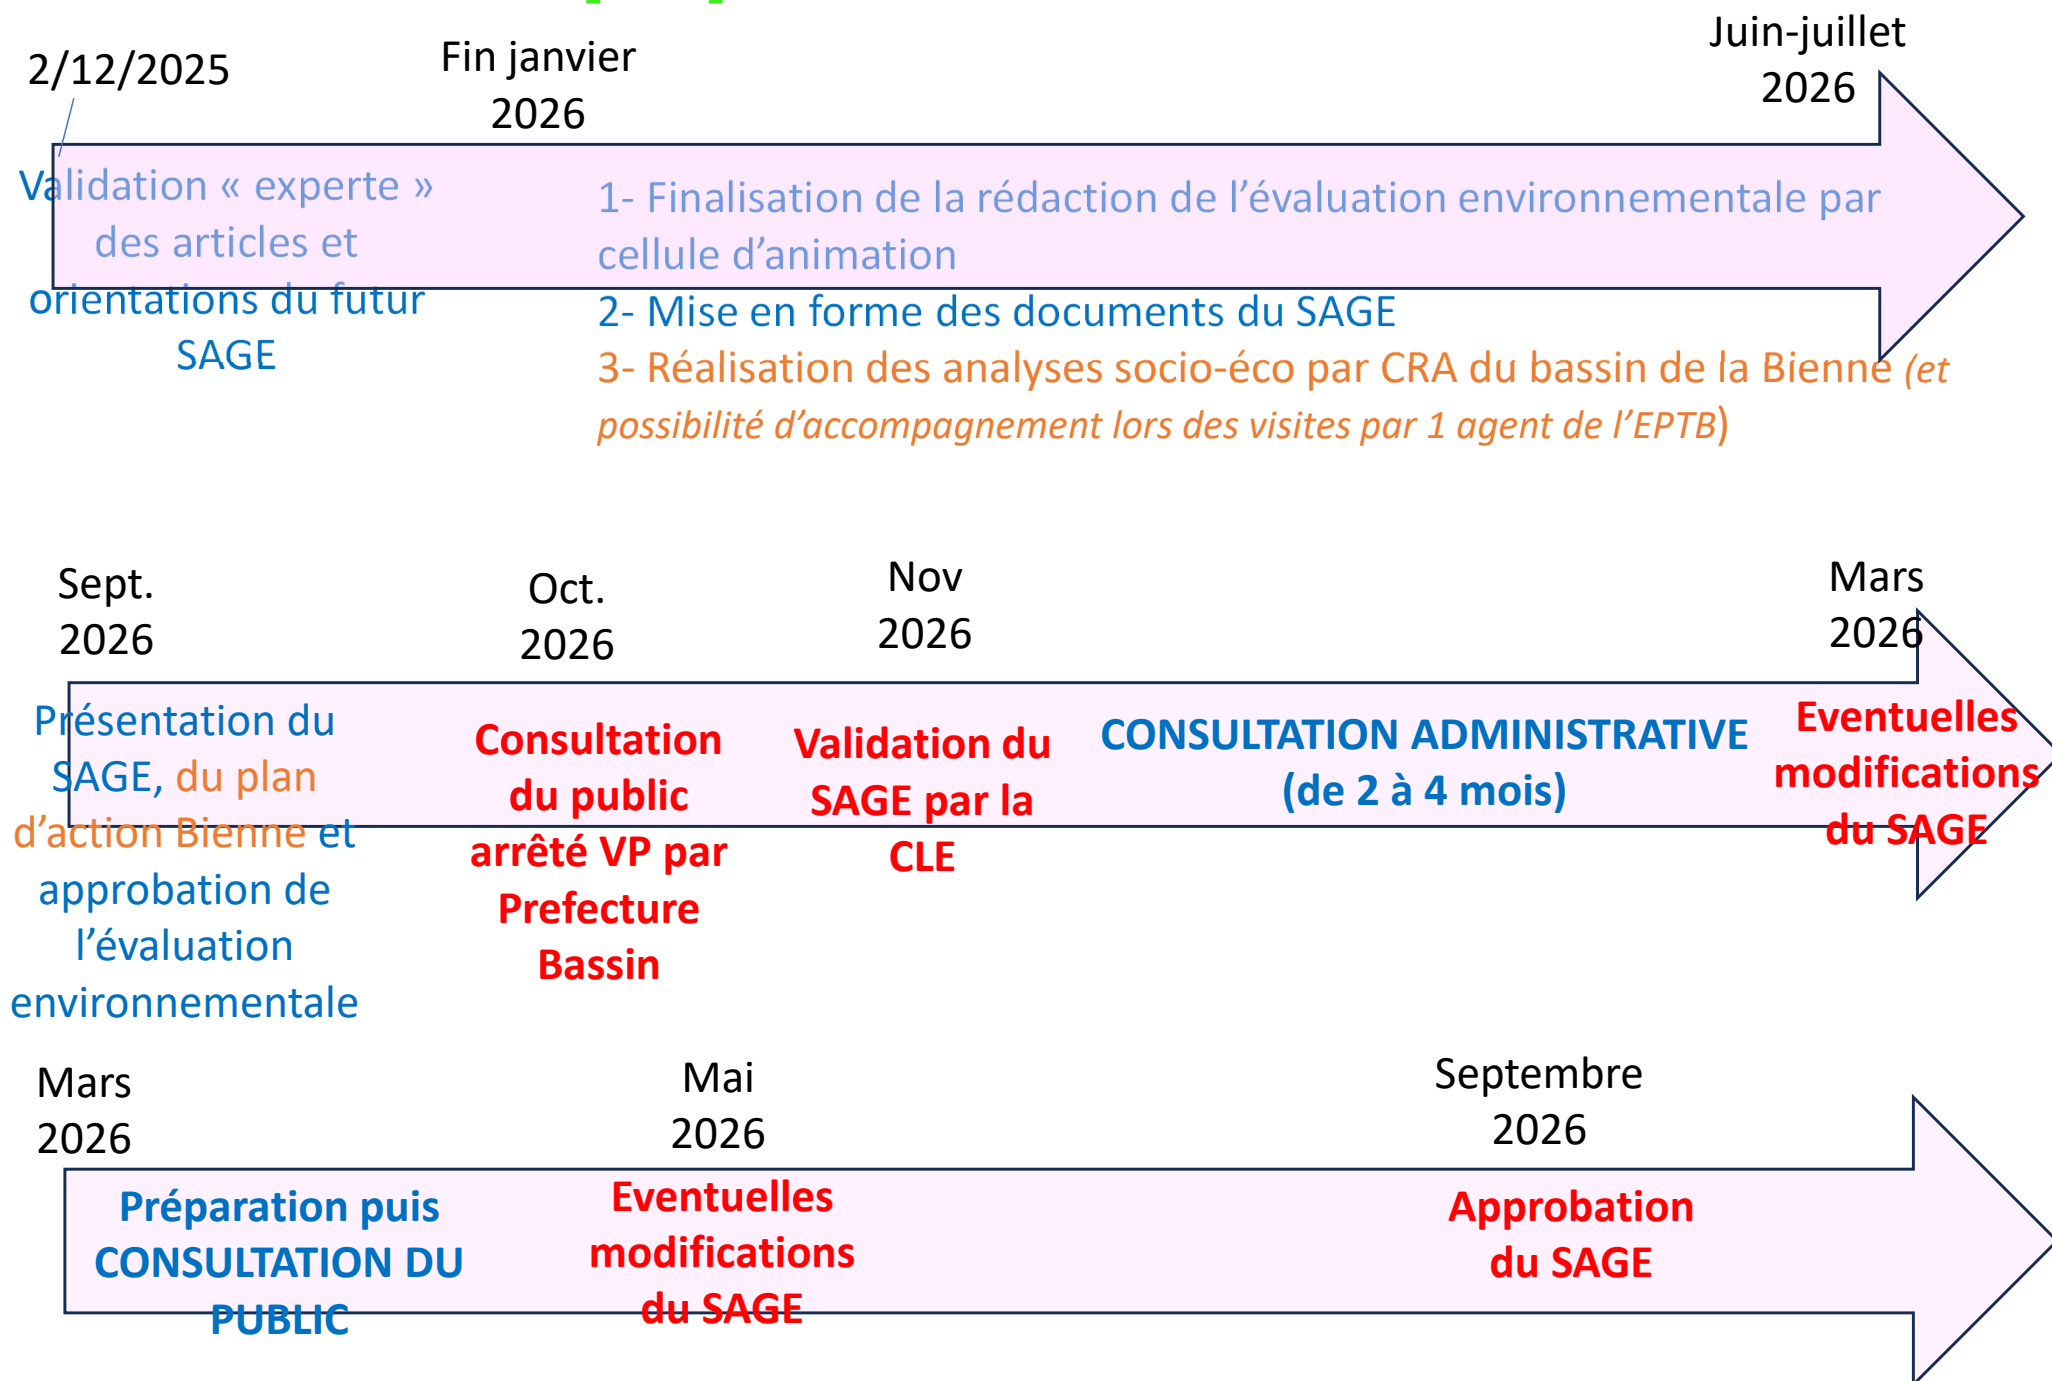 2/12/2025
Fin janvier
2026
Juin-juillet
2026
Validation « experte »
des articles et
orientations du futur
SAGE
1- Finalisation de la rédaction de l’évaluation environnementale par
cellule d’animation
2- Mise en forme des documents du SAGE
3- Réalisation des analyses socio-éco par CRA du bassin de la Bienne (et
possibilité d’accompagnement lors des visites par 1 agent de l’EPTB)
Sept.
2026
Oct.
2026
Nov
2026
Mars
2026
Présentation du
SAGE, du plan
d’action Bienne et
approbation de
l’évaluation
environnementale
Consultation
du public
arrêté VP par
Prefecture
Bassin
Validation du
SAGE par la
CLE
CONSULTATION ADMINISTRATIVE
(de 2 à 4 mois)
Eventuelles
modifications
du SAGE
Mars
2026
Mai
2026
Septembre
2026
Préparation puis
CONSULTATION DU
PUBLIC
Eventuelles
modifications
du SAGE
Approbation
du SAGE